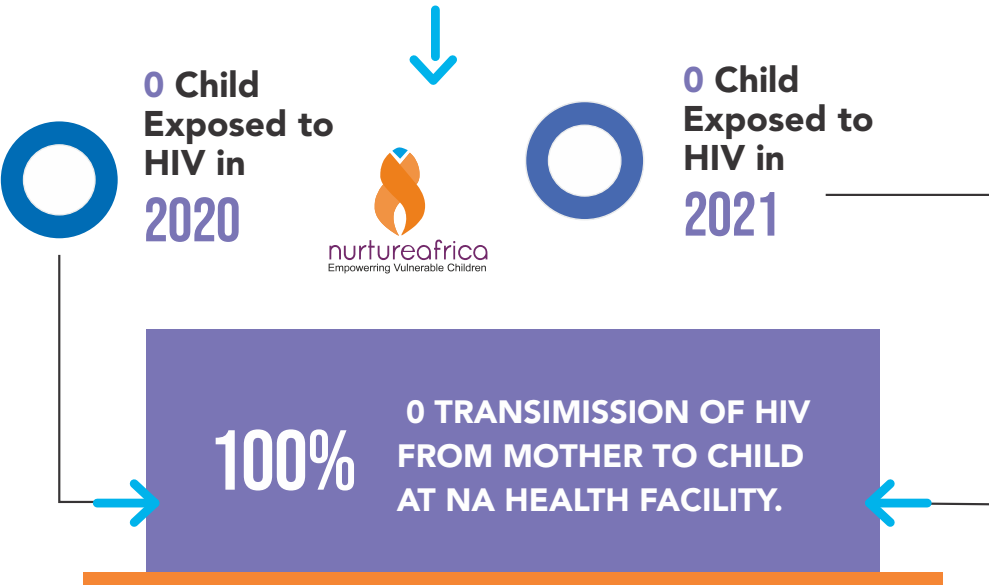 0 Child
Exposed to
HIV in
2020
nurtureafrica
Empowerring Vulnerable Children
0 Child
Exposed to
HIV in
2021
100%
0 TRANSIMISSION OF HIV
FROM MOTHER TO CHILD
AT NA HEALTH FACILITY.